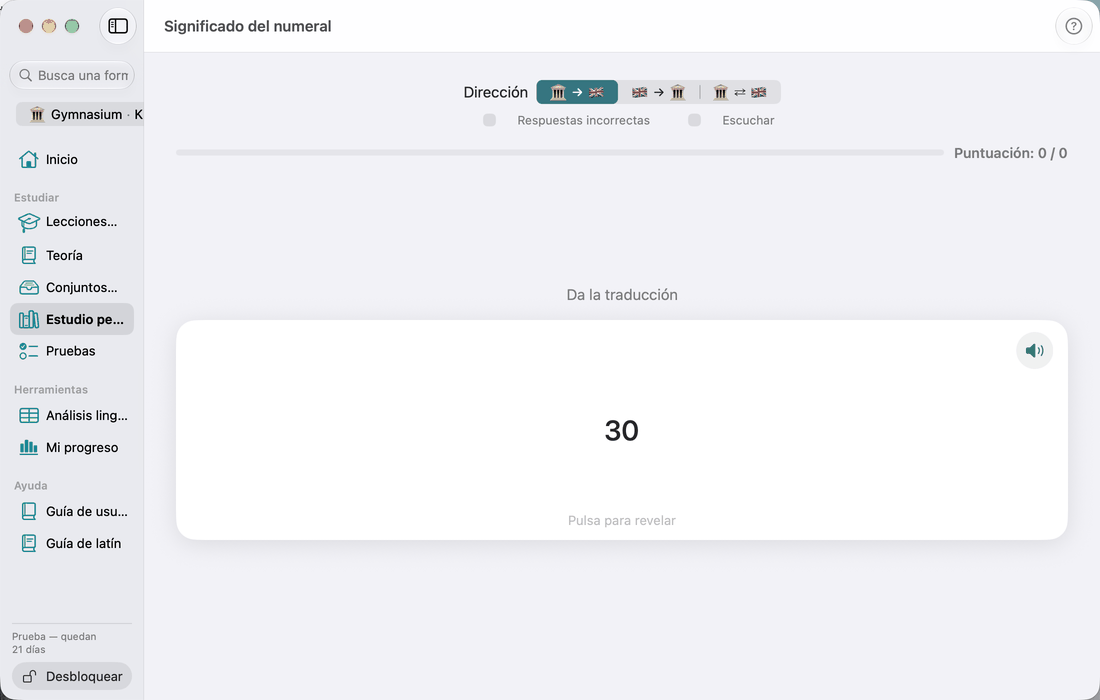 Significado del numeral
Busca una forn
Gymnasium · K
Inicio
Estudiar
Lecciones...
Teoría
Conjuntos...
Estudio pe...
Pruebas
Herramientas
Análisis ling...
Mi progreso
Ayuda
Guía de usu...
Guía de latín
Prueba — quedan
21 días
Desbloquear
Dirección
Respuestas incorrectas Escuchar
Puntuación: 0 / 0
Da la traducción
30
Pulsa para revelar